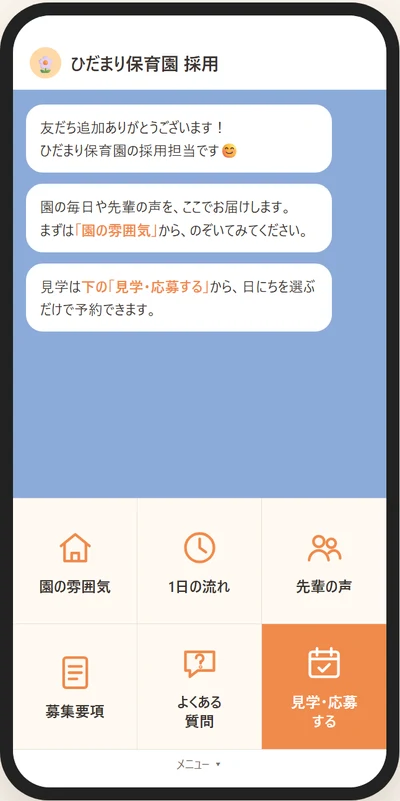 ひだまり保育園 採用
友だち追加ありがとうございます！
ひだまり保育園の採用担当です😊
園の毎日や先輩の声を、ここでお届けします。
まずは「園の雰囲気」から、のぞいてみてください。
見学は下の「見学・応募する」から、日にちを選ぶ
だけで予約できます。
園の雰囲気
1日の流れ
先輩の声
募集要項
よくある
質問
見学・応募
する
メニュー ▼